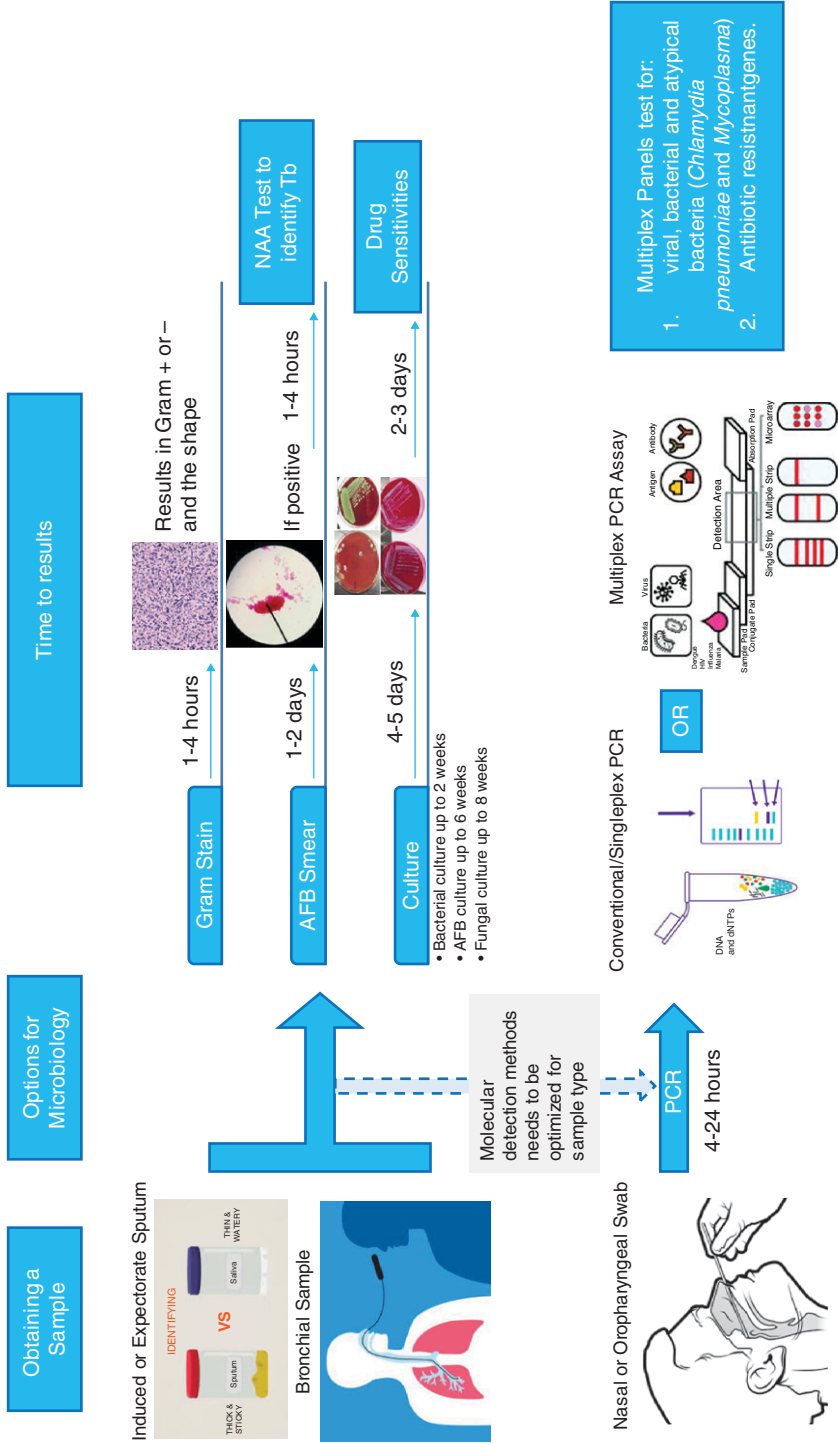 Obtaining a
Sample
Options for
Microbiology
Time to results
Induced or Expectorate Sputum
IDENTIFYING
THICK &
STICKY
Sputum
VS
Saliva
THIN &
WATERY
Bronchial Sample
Gram Stain
1-4 hours
Results in Gram + or –
and the shape
AFB Smear
1-2 days
If positive
1-4 hours
NAA Test to
identify Tb
Culture
4-5 days
2-3 days
Drug
Sensitivities
• Bacterial culture up to 2 weeks
• AFB culture up to 6 weeks
• Fungal culture up to 8 weeks
Molecular
detection methods
needs to be
optimized for
sample type
Nasal or Oropharyngeal Swab
PCR
4-24 hours
Conventional/Singleplex PCR
DNA
and dNTPs
OR
Multiplex PCR Assay
Bacteria
Virus
Antigen
Antibody
Dengue
HIV
Influenza
Malaria
Sample Pad
Conjugate Pad
Detection Area
Absorption Pad
Single Strip
Multiple Strip
Microarray
Multiplex Panels test for:
1. viral, bacterial and atypical
bacteria (Chlamydia
pneumoniae and Mycoplasma)
2. Antibiotic resistnantgenes.